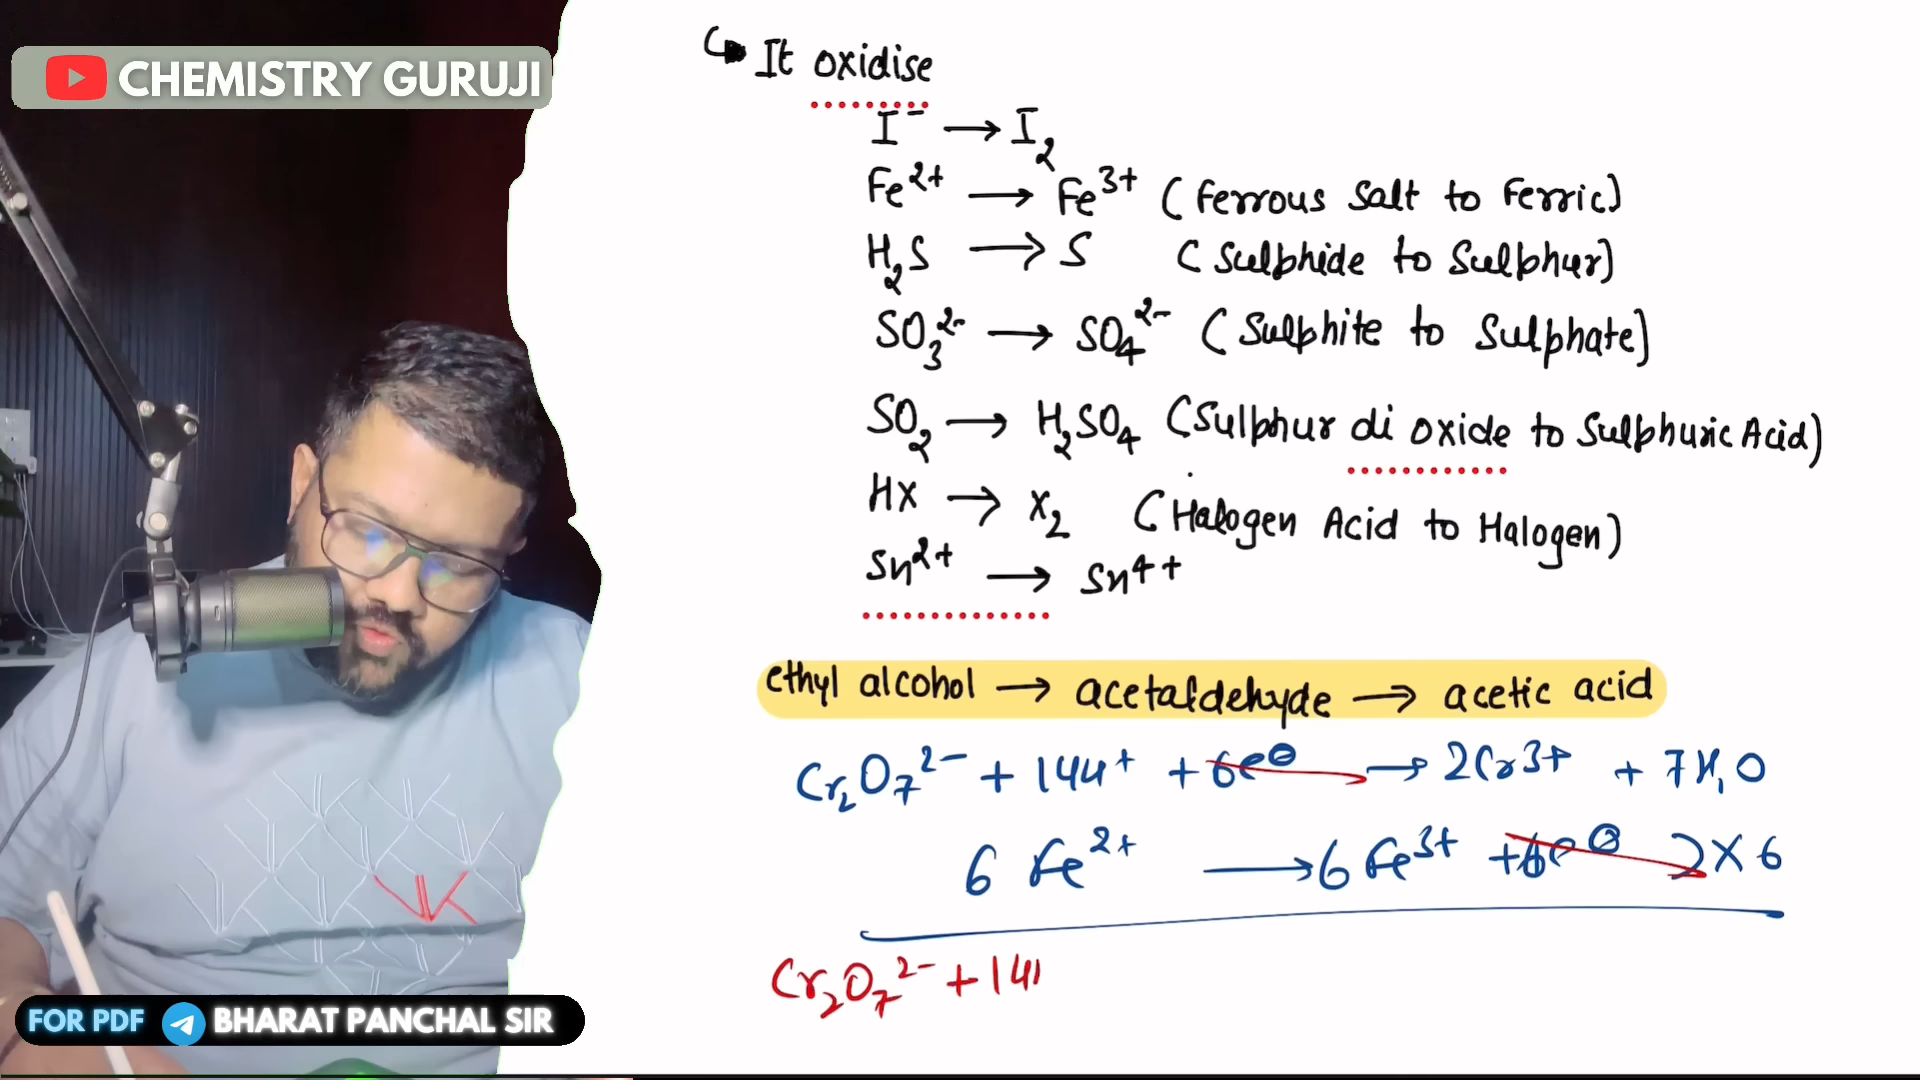 CHEMISTRY GURUJI
It oxidise
I⁻ → I₂
Fe²⁺ → Fe³⁺ (Ferrous Salt to Ferric)
H₂S → S (Sulphide to Sulphur)
SO₃²⁻ → SO₄²⁻ (Sulphite to Sulphate)
SO₂ → H₂SO₄ (Sulphur di oxide to Sulphuric Acid)
HX → X₂ (Halogen Acid to Halogen)
Sn²⁺ → Sn⁴⁺
ethyl alcohol → acetaldehyde → acetic acid
Cr₂O₇²⁻ + 14H⁺ + 6e⊖ → 2Cr³⁺ + 7H₂O
6 Fe²⁺ → 6 Fe³⁺ + 6e⊖ ] X 6
Cr₂O₇²⁻ + 14H
FOR PDF BHARAT PANCHAL SIR